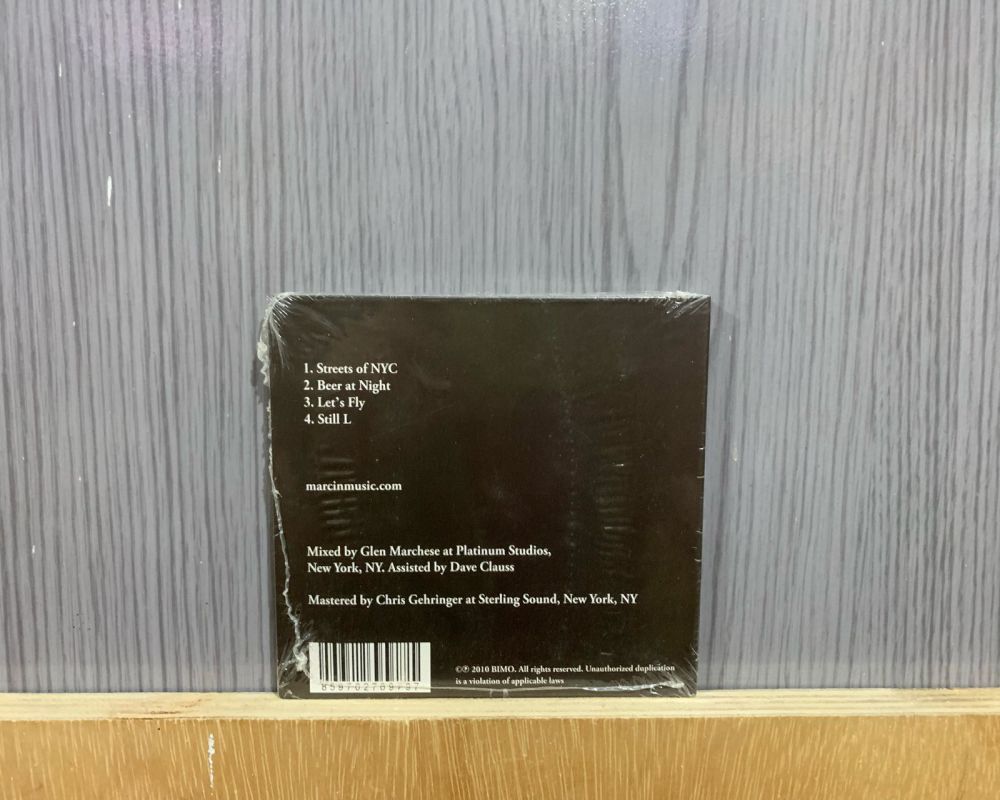 1. Streets of NYC
2. Beer at Night
3. Let's Fly
4. Still L
marcinmusic.com
Mixed by Glen Marchese at Platinum Studios,
New York, NY. Assisted by Dave Clauss
Mastered by Chris Gehringer at Sterling Sound, New York, NY
©℗ 2010 BIMO. All rights reserved. Unauthorized duplication
is a violation of applicable laws